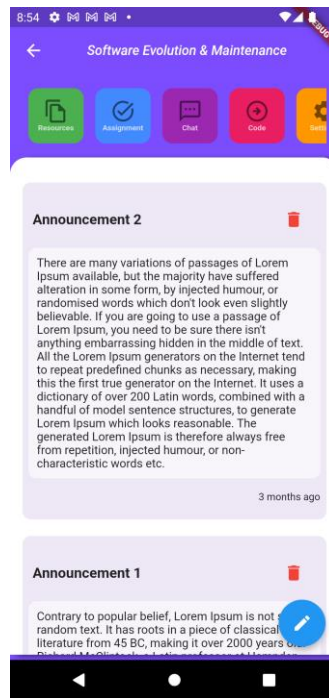 8:54
DEBUG
Software Evolution & Maintenance
Resources
Assignment
Chat
Code
Announcement 2
There are many variations of passages of Lorem
Ipsum available, but the majority have suffered
alteration in some form, by injected humour, or
randomised words which don't look even slightly
believable. If you are going to use a passage of
Lorem Ipsum, you need to be sure there isn't
anything embarrassing hidden in the middle of text.
All the Lorem Ipsum generators on the Internet tend
to repeat predefined chunks as necessary, making
this the first true generator on the Internet. It uses a
dictionary of over 200 Latin words, combined with a
handful of model sentence structures, to generate
Lorem Ipsum which looks reasonable. The
generated Lorem Ipsum is therefore always free
from repetition, injected humour, or non-
characteristic words etc.
3 months ago
Announcement 1
Contrary to popular belief, Lorem Ipsum is not
random text. It has roots in a piece of classical
literature from 45 BC, making it over 2000 years